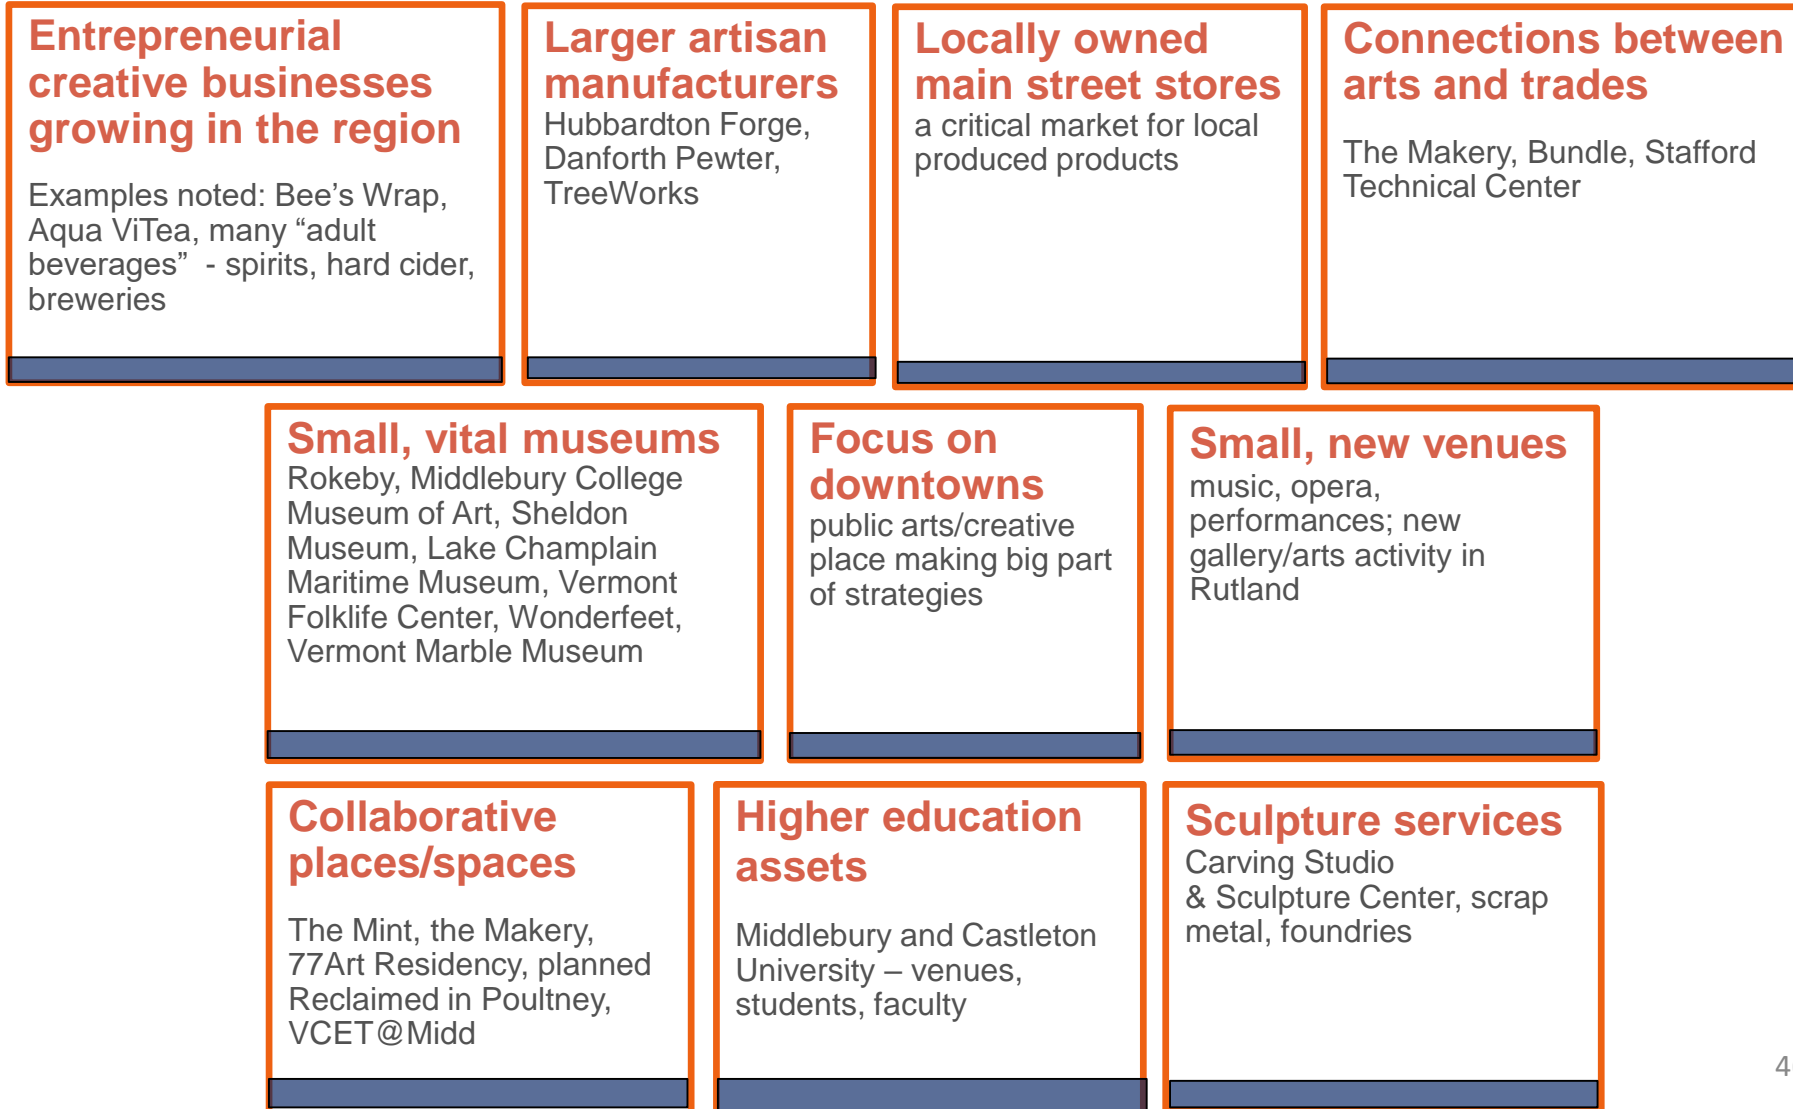 Entrepreneurial
creative businesses
growing in the region
Examples noted: Bee’s Wrap,
Aqua ViTea, many “adult
beverages”  - spirits, hard cider,
breweries
Larger artisan
manufacturers
Hubbardton Forge,
Danforth Pewter,
TreeWorks
Locally owned
main street stores
a critical market for local
produced products
Connections between
arts and trades
The Makery, Bundle, Stafford
Technical Center
Small, vital museums
Rokeby, Middlebury College
Museum of Art, Sheldon
Museum, Lake Champlain
Maritime Museum, Vermont
Folklife Center, Wonderfeet,
Vermont Marble Museum
Focus on
downtowns
public arts/creative
place making big part
of strategies
Small, new venues
music, opera,
performances; new
gallery/arts activity in
Rutland
Collaborative
places/spaces
The Mint, the Makery,
77Art Residency, planned
Reclaimed in Poultney,
VCET@Midd
Higher education
assets
Middlebury and Castleton
University – venues,
students, faculty
Sculpture services
Carving Studio
& Sculpture Center, scrap
metal, foundries